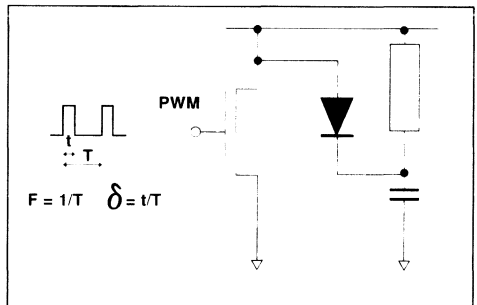 PWM
t
T
F = 1/T δ = t/T